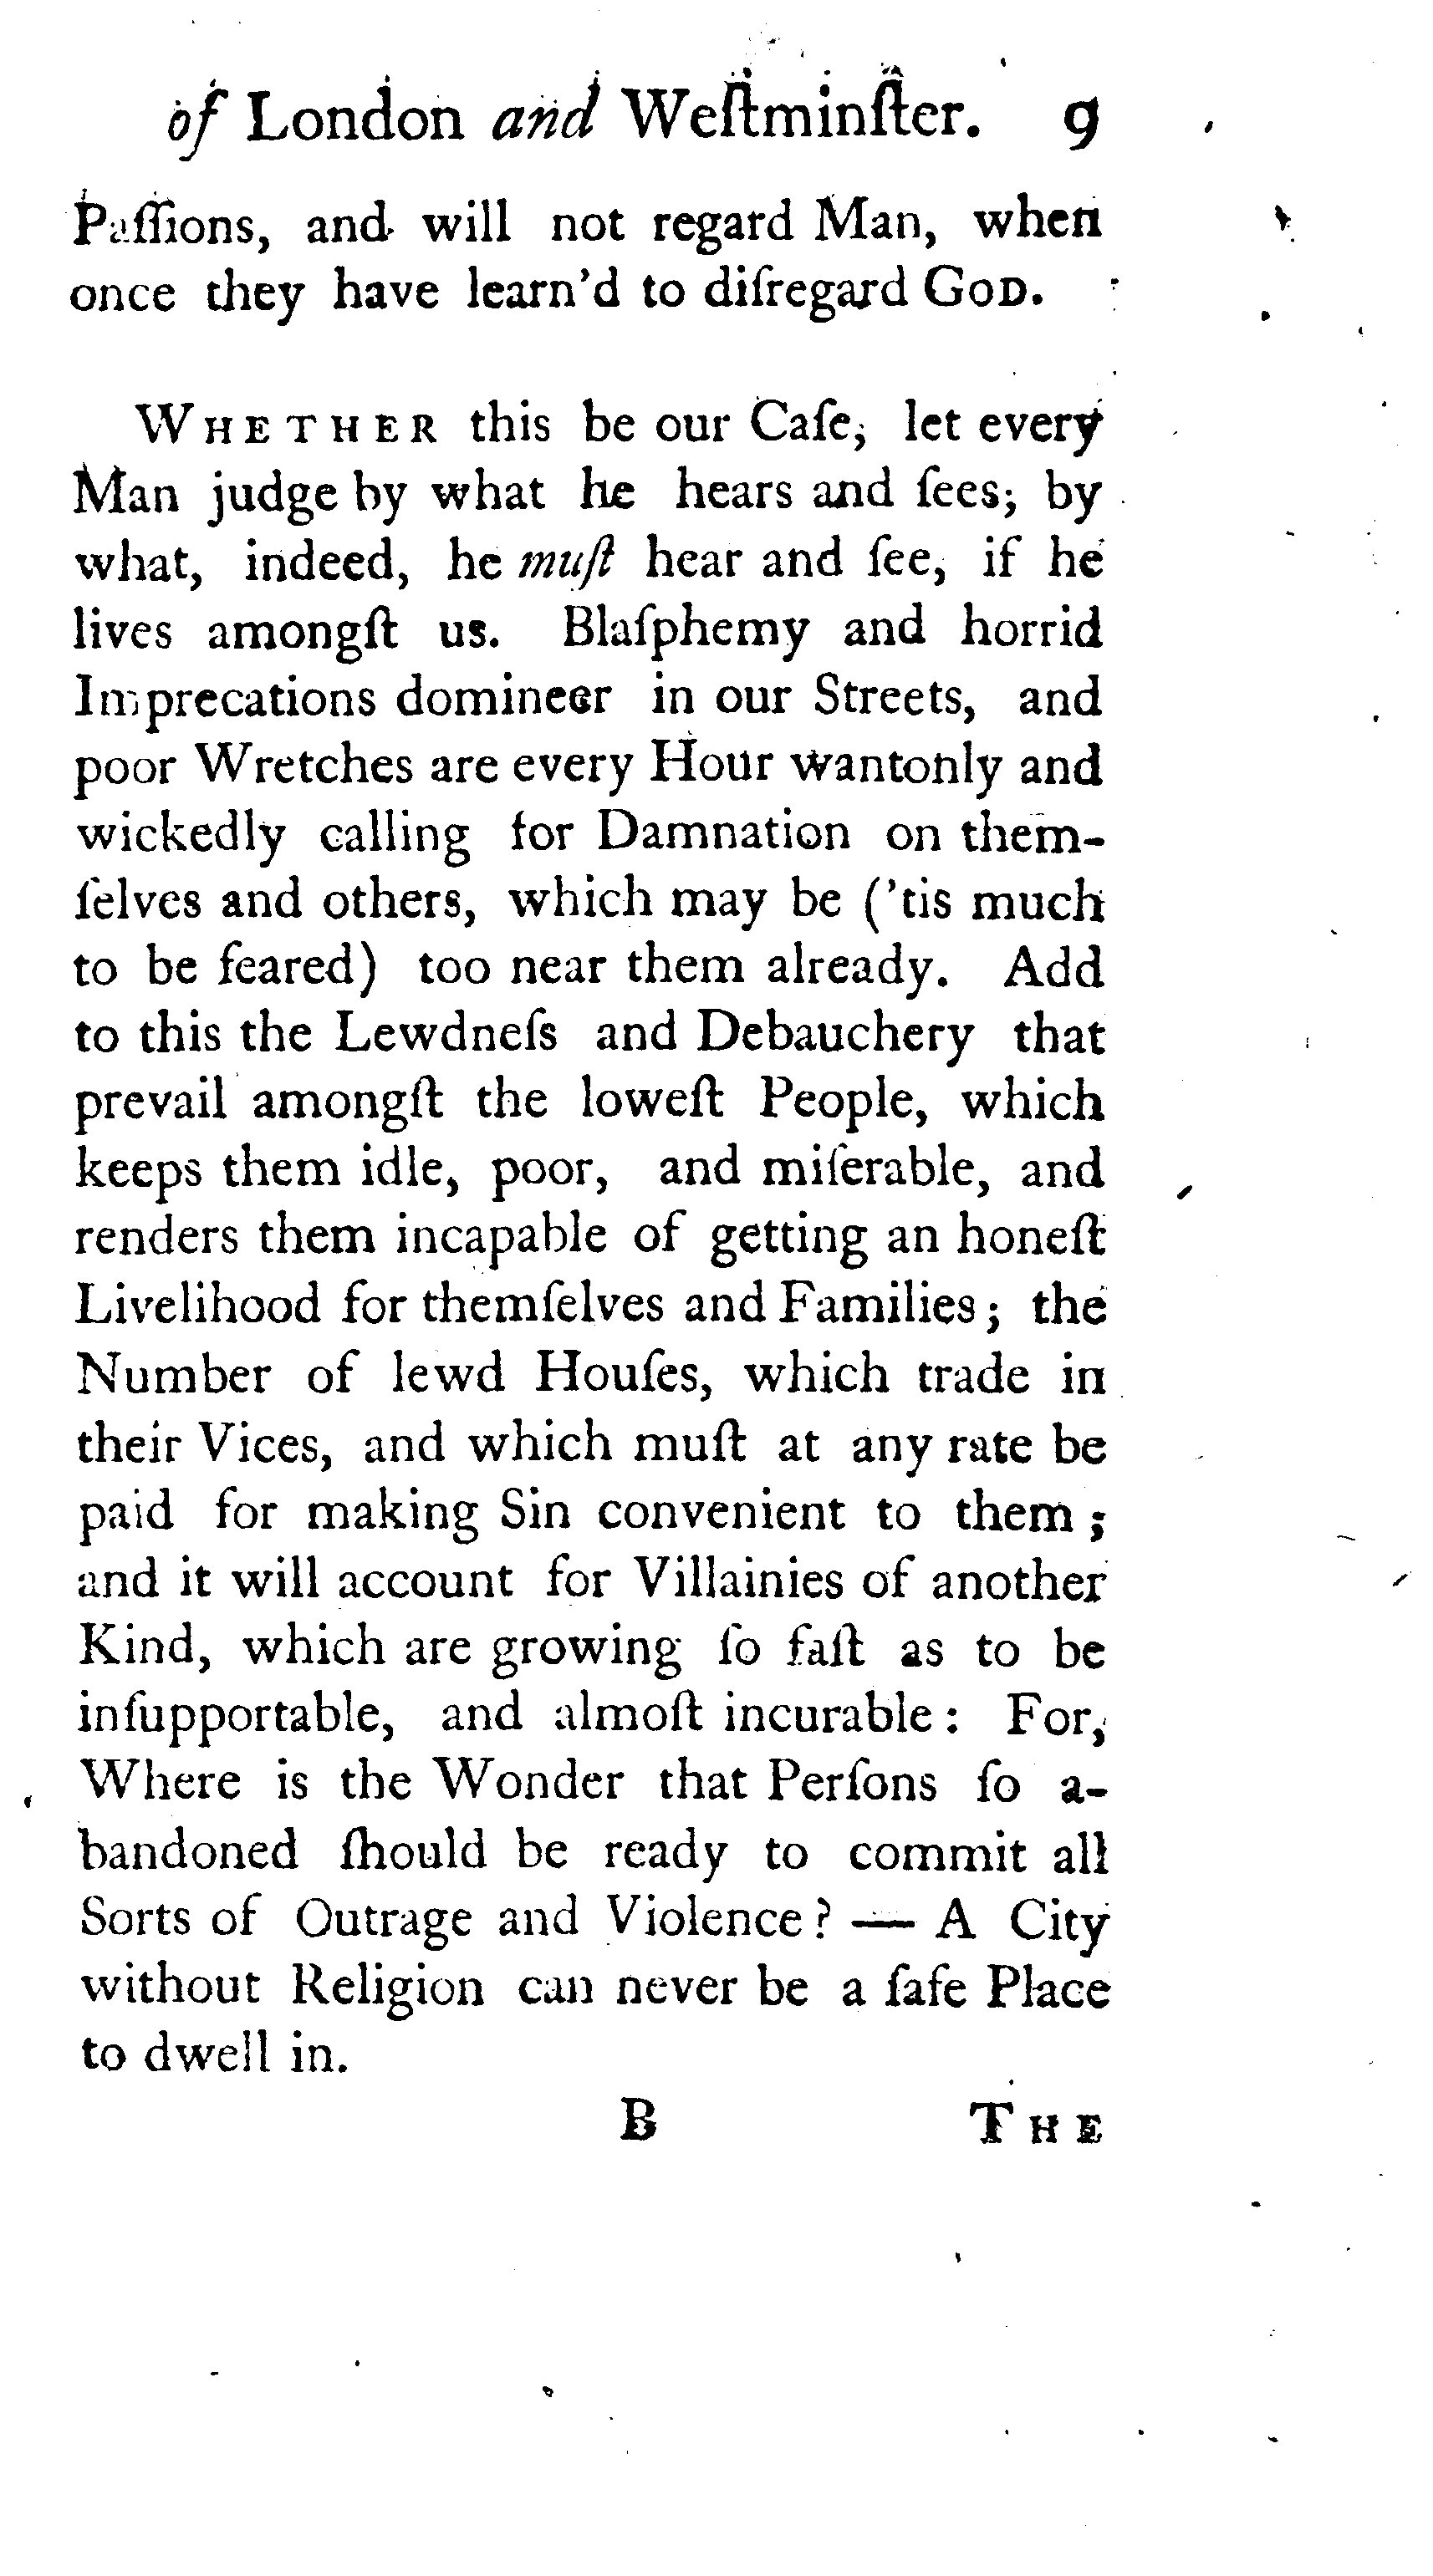 of London and Weſtminſter. 9
Paſſions, and will not regard Man, when
once they have learn'd to diſregard GOD.
WHETHER this be our Caſe, let every
Man judge by what he hears and ſees; by
what, indeed, he muſt hear and ſee, if he
lives amongſt us. Blaſphemy and horrid
Imprecations domineer in our Streets, and
poor Wretches are every Hour wantonly and
wickedly calling for Damnation on them-
ſelves and others, which may be ('tis much
to be feared) too near them already. Add
to this the Lewdneſs and Debauchery that
prevail amongſt the loweſt People, which
keeps them idle, poor, and miſerable, and
renders them incapable of getting an honeſt
Livelihood for themſelves and Families; the
Number of lewd Houſes, which trade in
their Vices, and which muſt at any rate be
paid for making Sin convenient to them;
and it will account for Villainies of another
Kind, which are growing ſo faſt as to be
inſupportable, and almoſt incurable: For,
Where is the Wonder that Perſons ſo a-
bandoned ſhould be ready to commit all
Sorts of Outrage and Violence? — A City
without Religion can never be a ſafe Place
to dwell in.
B THE